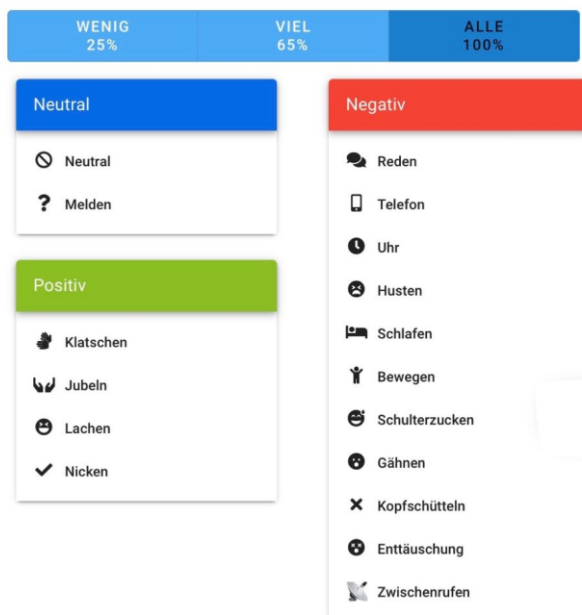 WENIG
25%
VIEL
65%
ALLE
100%
Neutral
Neutral
Melden
Positiv
Klatschen
Jubeln
Lachen
Nicken
Negativ
Reden
Telefon
Uhr
Husten
Schlafen
Bewegen
Schulterzucken
Gähnen
Kopfschütteln
Enttäuschung
Zwischenrufen